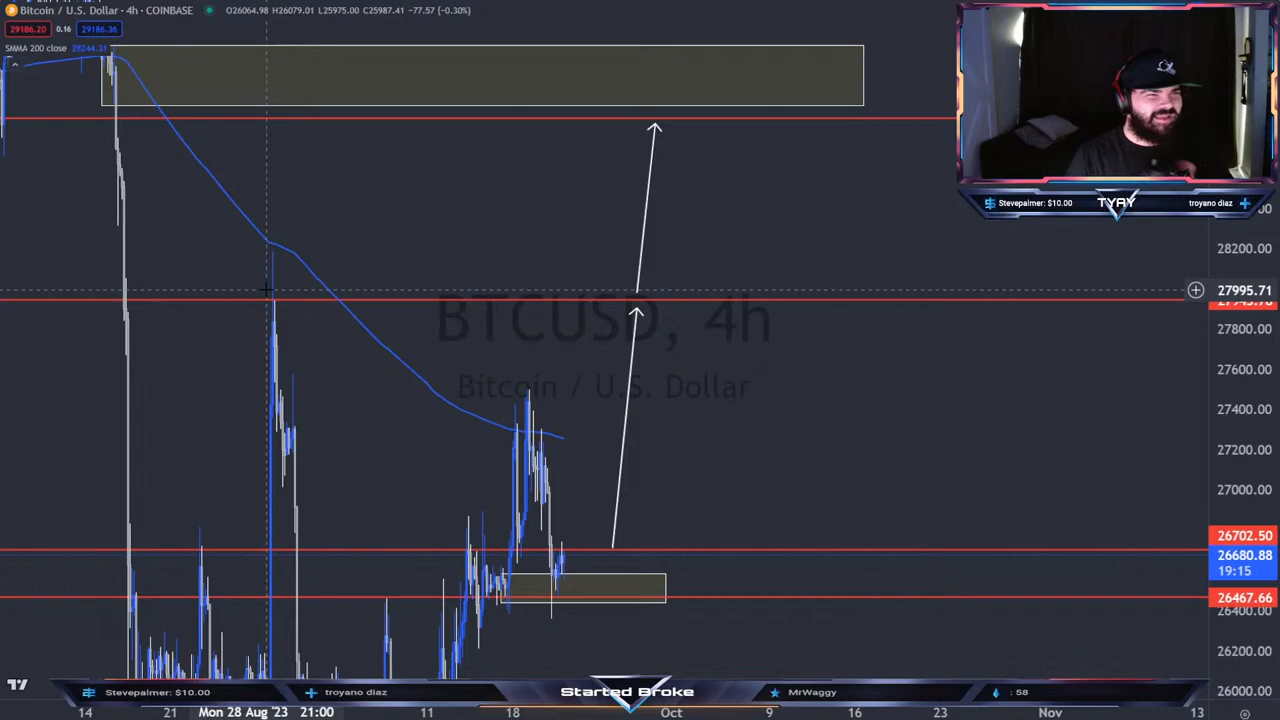 Bitcoin / U.S. Dollar · 4h · COINBASE O26064.98 H26079.01 L25975.00 C25987.41 −77.57 (−0.30%)
29186.20 0.16 29186.36
SMMA 200 close 28244.31
Stevepalmer: $10.00 TYAY troyano diaz
28200.00
27995.71
27800.00
27600.00
27400.00
27200.00
27000.00
26702.50
26680.88
19:15
26467.66
26400.00
26200.00
26000.00
BTCUSD, 4h
Bitcoin / U.S. Dollar
Stevepalmer: $10.00 troyano diaz Started Broke MrWaggy : 58
14 21 Mon 28 Aug '23 21:00 11 18 Oct 9 16 23 Nov 13